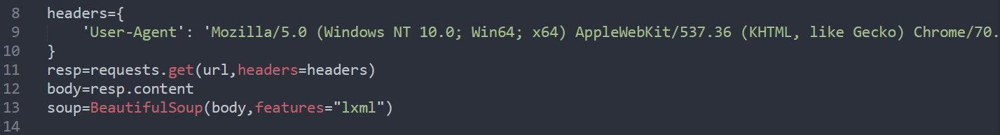 8 headers={
9 'User-Agent': 'Mozilla/5.0 (Windows NT 10.0; Win64; x64) AppleWebKit/537.36 (KHTML, like Gecko) Chrome/70.
10 }
11 resp=requests.get(url,headers=headers)
12 body=resp.content
13 soup=BeautifulSoup(body,features="lxml")
14